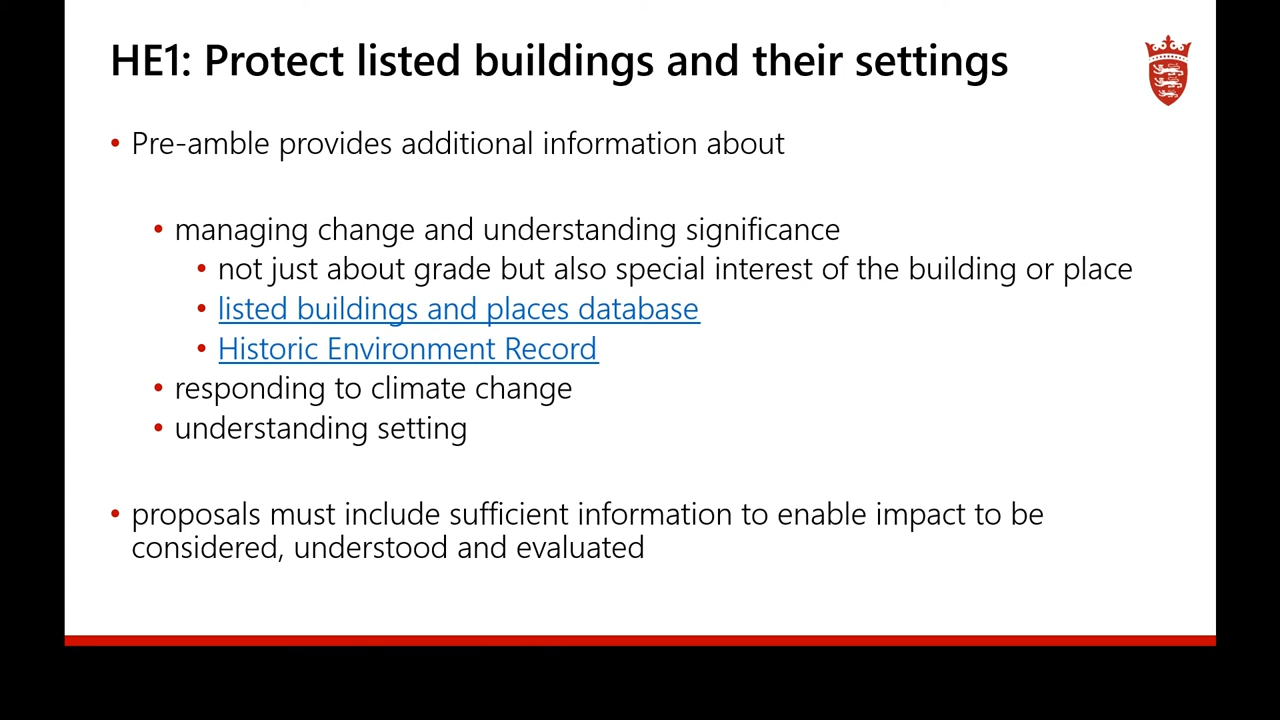 HE1: Protect listed buildings and their settings
• Pre-amble provides additional information about
• managing change and understanding significance
• not just about grade but also special interest of the building or place
• listed buildings and places database
• Historic Environment Record
• responding to climate change
• understanding setting
• proposals must include sufficient information to enable impact to be
considered, understood and evaluated